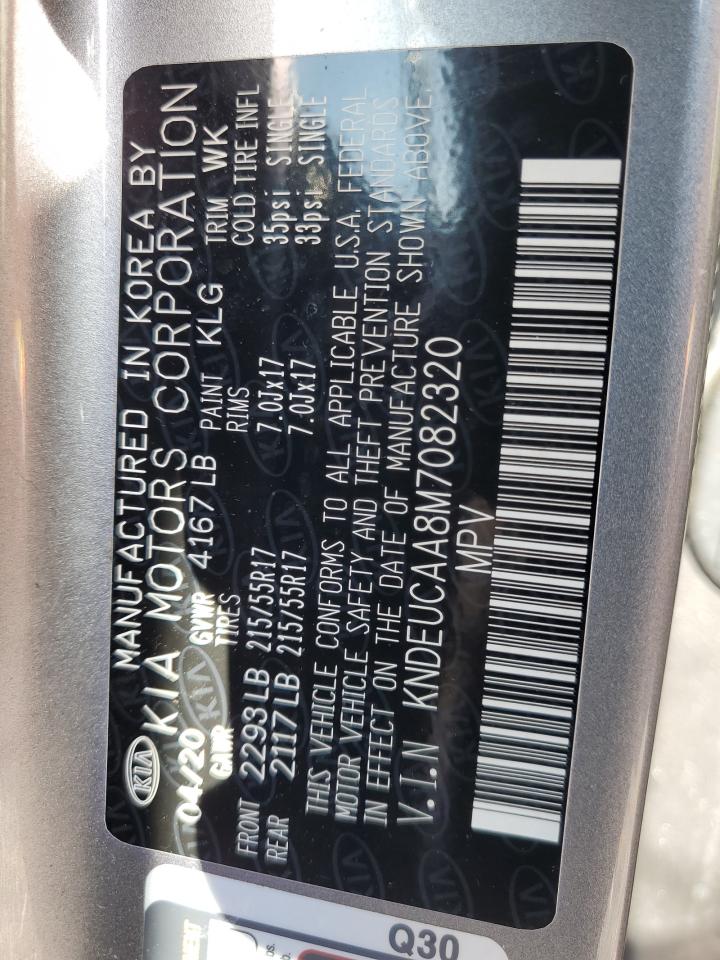 MANUFACTURED IN KOREA BY
KIA KIA MOTORS CORPORATION
04/20 GVWR 4167 LB PAINT KLG TRIM WK
GAWR TIRES RIMS COLD TIRE INFL
FRONT 2293 LB 215/55R17 7.0Jx17 35psi SINGLE
REAR 2117 LB 215/55R17 7.0Jx17 33psi SINGLE
THIS VEHICLE CONFORMS TO ALL APPLICABLE U.S.A. FEDERAL
MOTOR VEHICLE SAFETY AND THEFT PREVENTION STANDARDS
IN EFFECT ON THE DATE OF MANUFACTURE SHOWN ABOVE.
V.I.N KNDEUCAA8M7082320
MPV
Q30